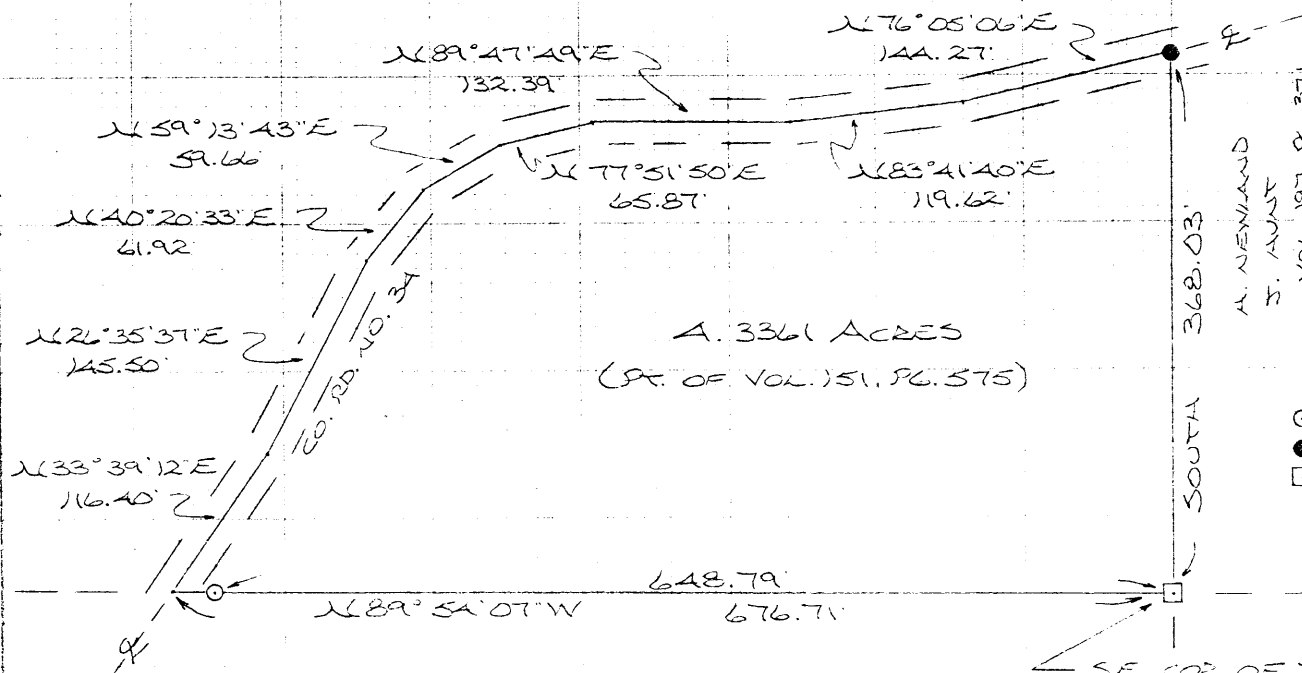 N76°05'06"E
144.27'
℄
N89°47'49"E
132.39'
N59°13'43"E
59.66'
N77°51'50"E
65.87'
N83°41'40"E
119.62'
N40°20'33"E
61.92'
N26°35'37"E
145.50'
CO. RD. NO. 34
4.3361 ACRES
(PT. OF VOL. 151, PG. 575)
SOUTH 368.03'
H. NEWLAND
J. HUNT
VOL. 197
N33°39'12"E
116.40'
648.79'
N89°54'07"W 676.71'
℄
S.E. COR OF